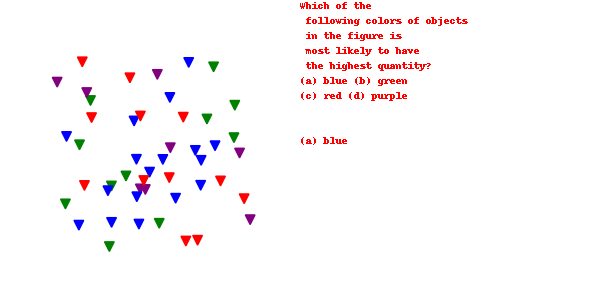 Which of the
following colors of objects
in the figure is
most likely to have
the highest quantity?
(a) blue (b) green
(c) red (d) purple
(a) blue